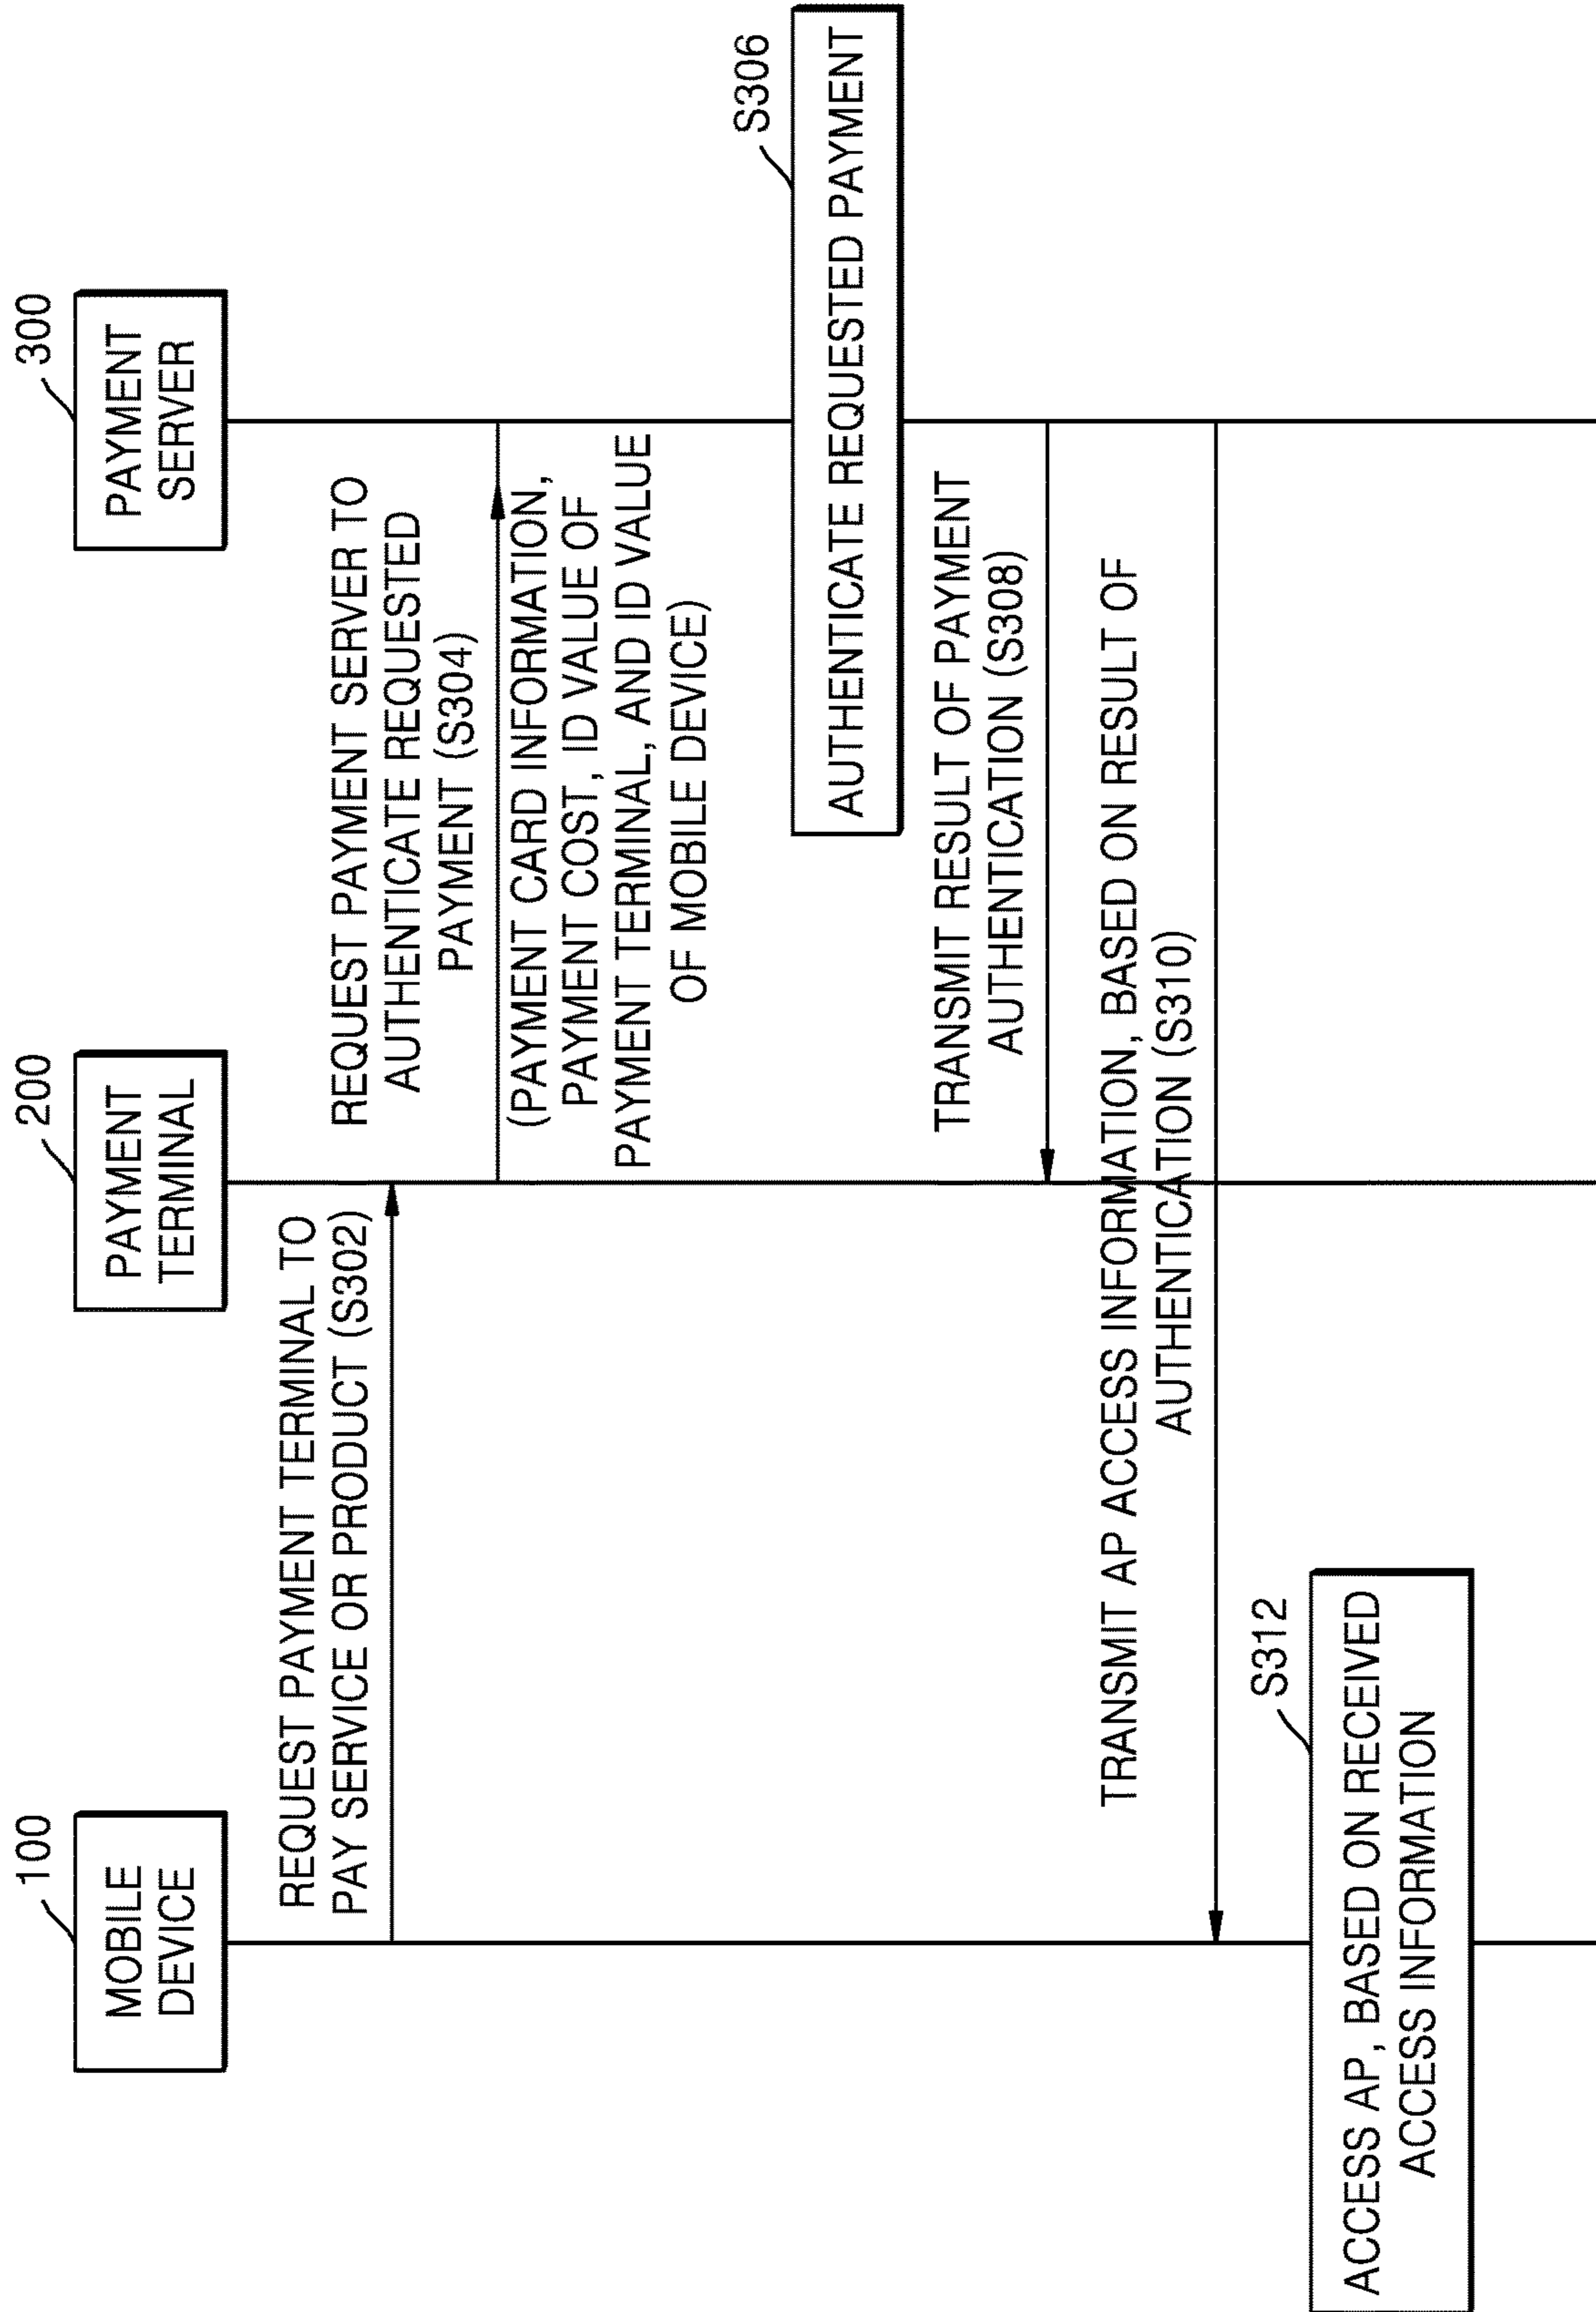 100
MOBILE
DEVICE
200
PAYMENT
TERMINAL
300
PAYMENT
SERVER
REQUEST PAYMENT TERMINAL TO
PAY SERVICE OR PRODUCT (S302)
REQUEST PAYMENT SERVER TO
AUTHENTICATE REQUESTED
PAYMENT (S304)
(PAYMENT CARD INFORMATION,
PAYMENT COST, ID VALUE OF
PAYMENT TERMINAL, AND ID VALUE
OF MOBILE DEVICE)
S306
AUTHENTICATE REQUESTED PAYMENT
TRANSMIT RESULT OF PAYMENT
AUTHENTICATION (S308)
TRANSMIT AP ACCESS INFORMATION, BASED ON RESULT OF
AUTHENTICATION (S310)
S312
ACCESS AP, BASED ON RECEIVED
ACCESS INFORMATION